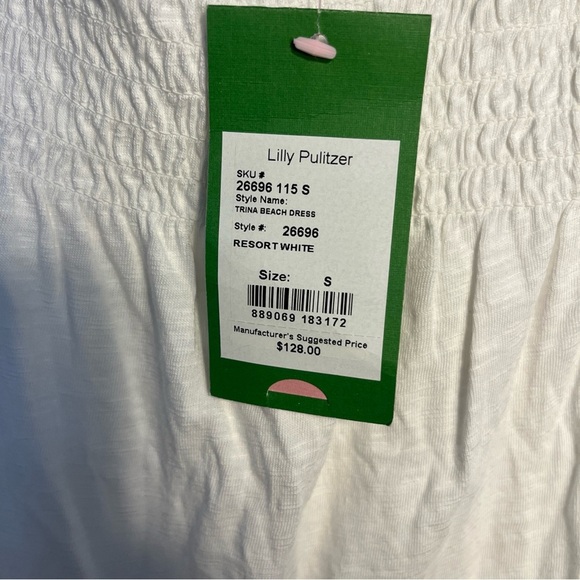 Lilly Pulitzer
SKU #
26696 115 S
Style Name:
TRINA BEACH DRESS
Style #: 26696
RESORT WHITE
Size: S
889069 183172
Manufacturer's Suggested Price
$128.00